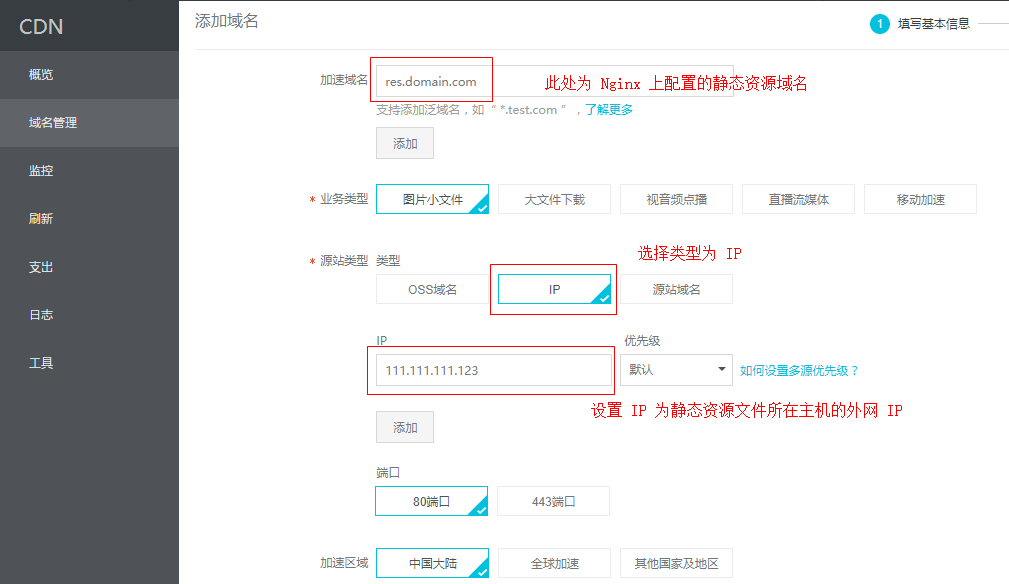 CDN
概览
域名管理
监控
刷新
支出
日志
工具
添加域名
1 填写基本信息
加速域名 res.domain.com 此处为 Nginx 上配置的静态资源域名
支持添加泛域名，如 “ *.test.com ” ，了解更多
添加
* 业务类型 图片小文件 大文件下载 视音频点播 直播流媒体 移动加速
选择类型为 IP
* 源站类型 类型
OSS域名 IP 源站域名
IP 优先级
111.111.111.123 默认 如何设置多源优先级？
设置 IP 为静态资源文件所在主机的外网 IP
添加
端口
80端口 443端口
加速区域 中国大陆 全球加速 其他国家及地区